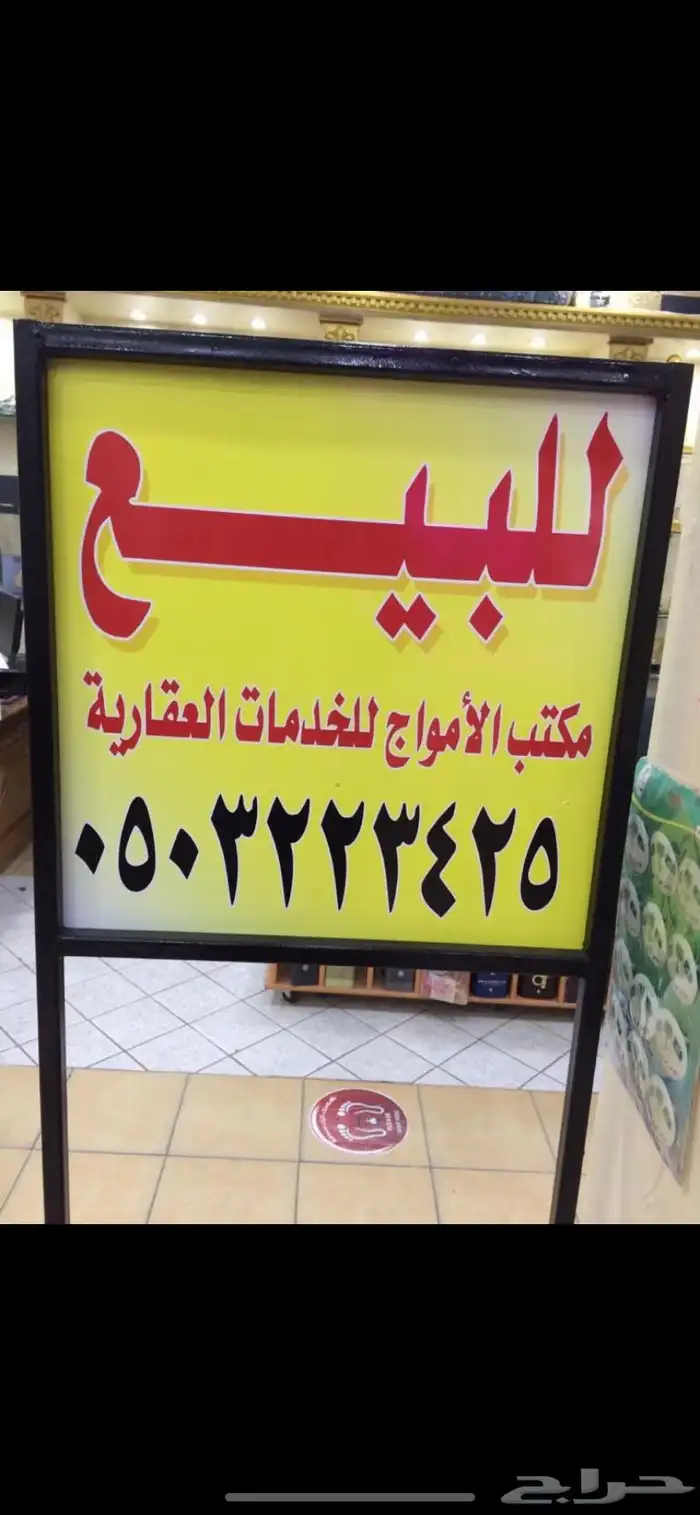 للبيع
مكتب الأمواج للخدمات العقارية
٠٥٠٣٢٢٣٤٢٥
حراج